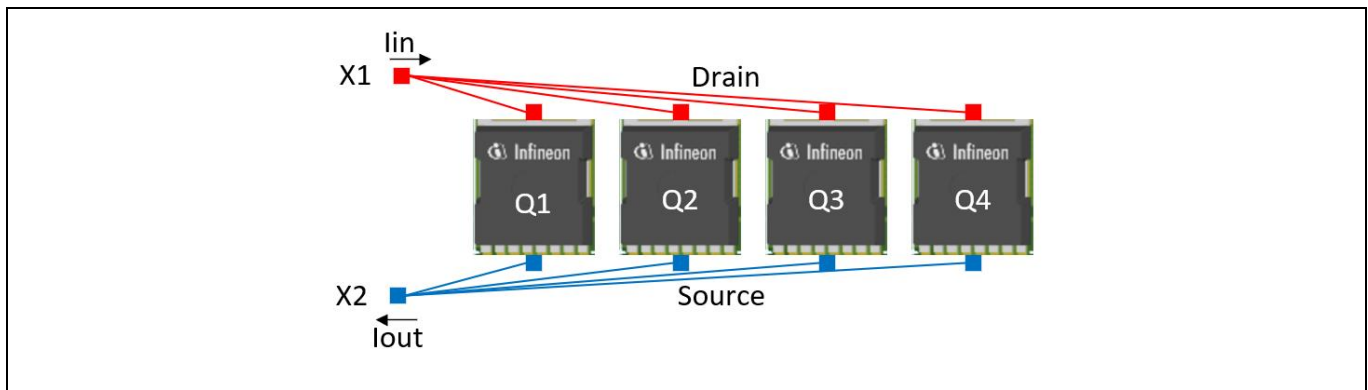 Iin
X1
Drain
Infineon Infineon Infineon Infineon
Q1 Q2 Q3 Q4
X2
Source
Iout